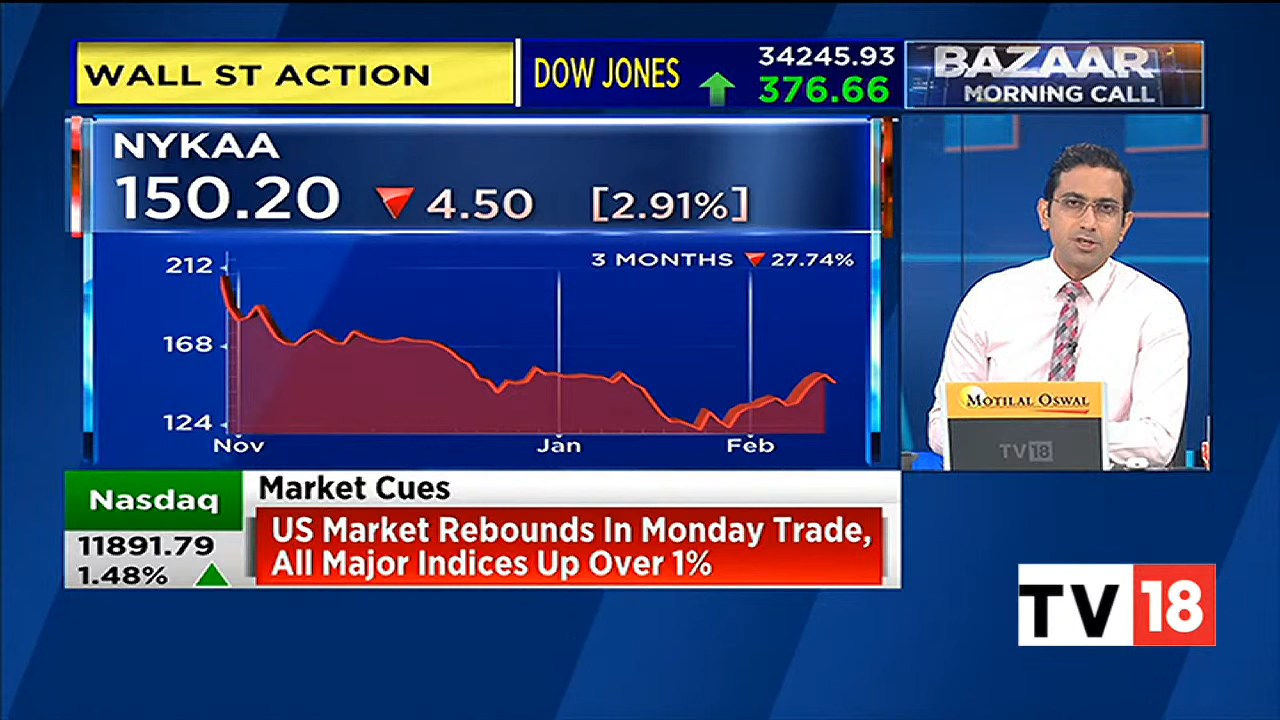 WALL ST ACTION
DOW JONES
34245.93
376.66
BAZAAR
MORNING CALL
NYKAA
150.20 4.50 [2.91%]
3 MONTHS 27.74%
212
168
124
Nov Jan Feb
MOTILAL OSWAL
TV18
Nasdaq
11891.79
1.48%
Market Cues
US Market Rebounds In Monday Trade,
All Major Indices Up Over 1%
TV18